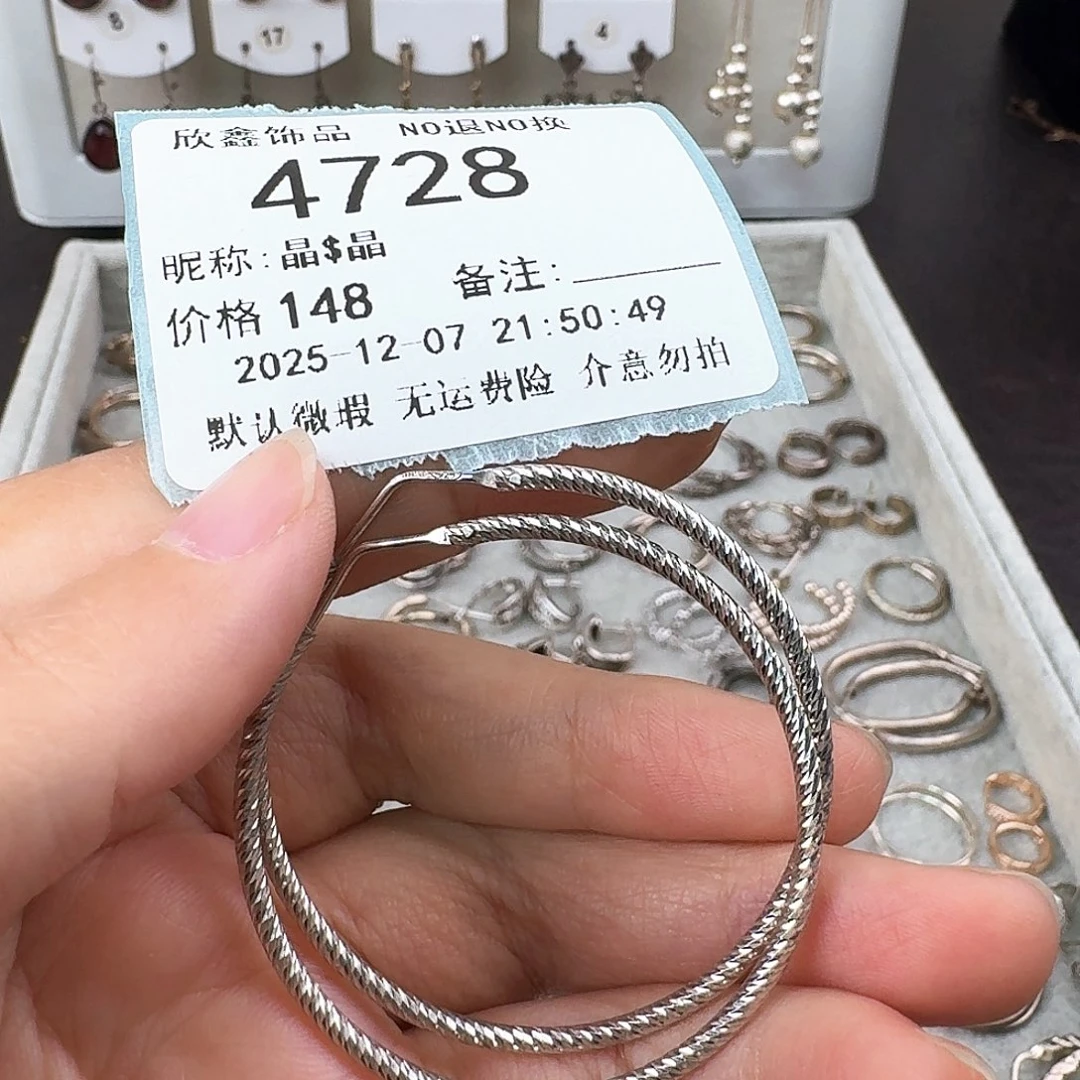 8
17
4
欣鑫饰品 NO退NO换
4728
昵称:晶$晶
价格 148 备注:
2025-12-07 21:50:49
默认微瑕 无运费险 介意勿拍